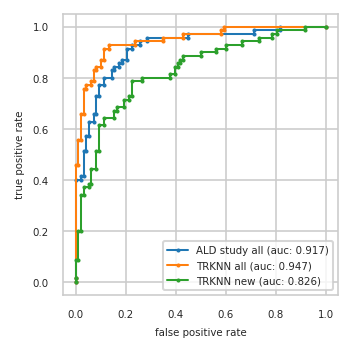 1.0
0.8
0.6
0.4
0.2
0.0
true positive rate
ALD study all (auc: 0.917)
TRKNN all (auc: 0.947)
TRKNN new (auc: 0.826)
0.0 0.2 0.4 0.6 0.8 1.0
false positive rate